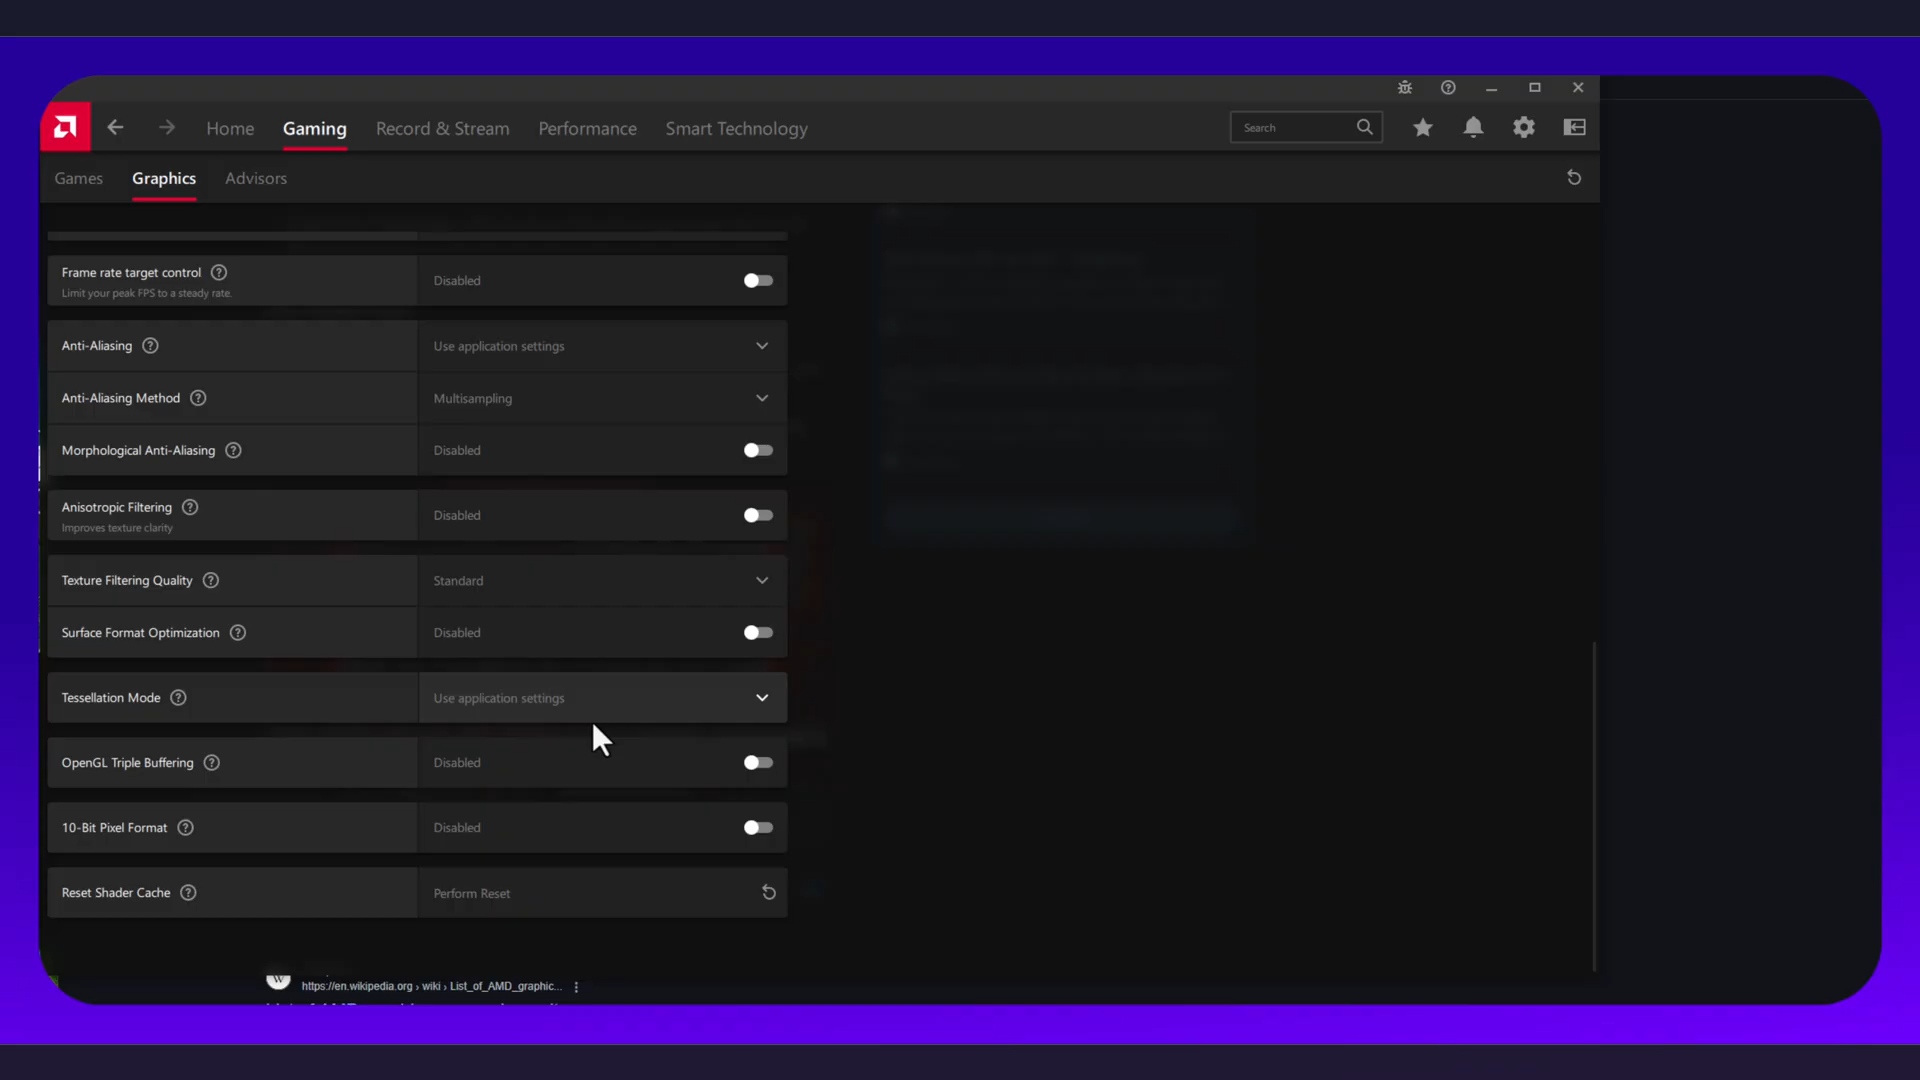 Home
Gaming
Record & Stream
Performance
Smart Technology
Search
Games
Graphics
Advisors
Frame rate target control
Limit your peak FPS to a steady rate.
Disabled
Anti-Aliasing
Use application settings
Anti-Aliasing Method
Multisampling
Morphological Anti-Aliasing
Disabled
Anisotropic Filtering
Improves texture clarity
Disabled
Texture Filtering Quality
Standard
Surface Format Optimization
Disabled
Tessellation Mode
Use application settings
OpenGL Triple Buffering
Disabled
10-Bit Pixel Format
Disabled
Reset Shader Cache
Perform Reset
W
https://en.wikipedia.org › wiki › List_of_AMD_graphic...